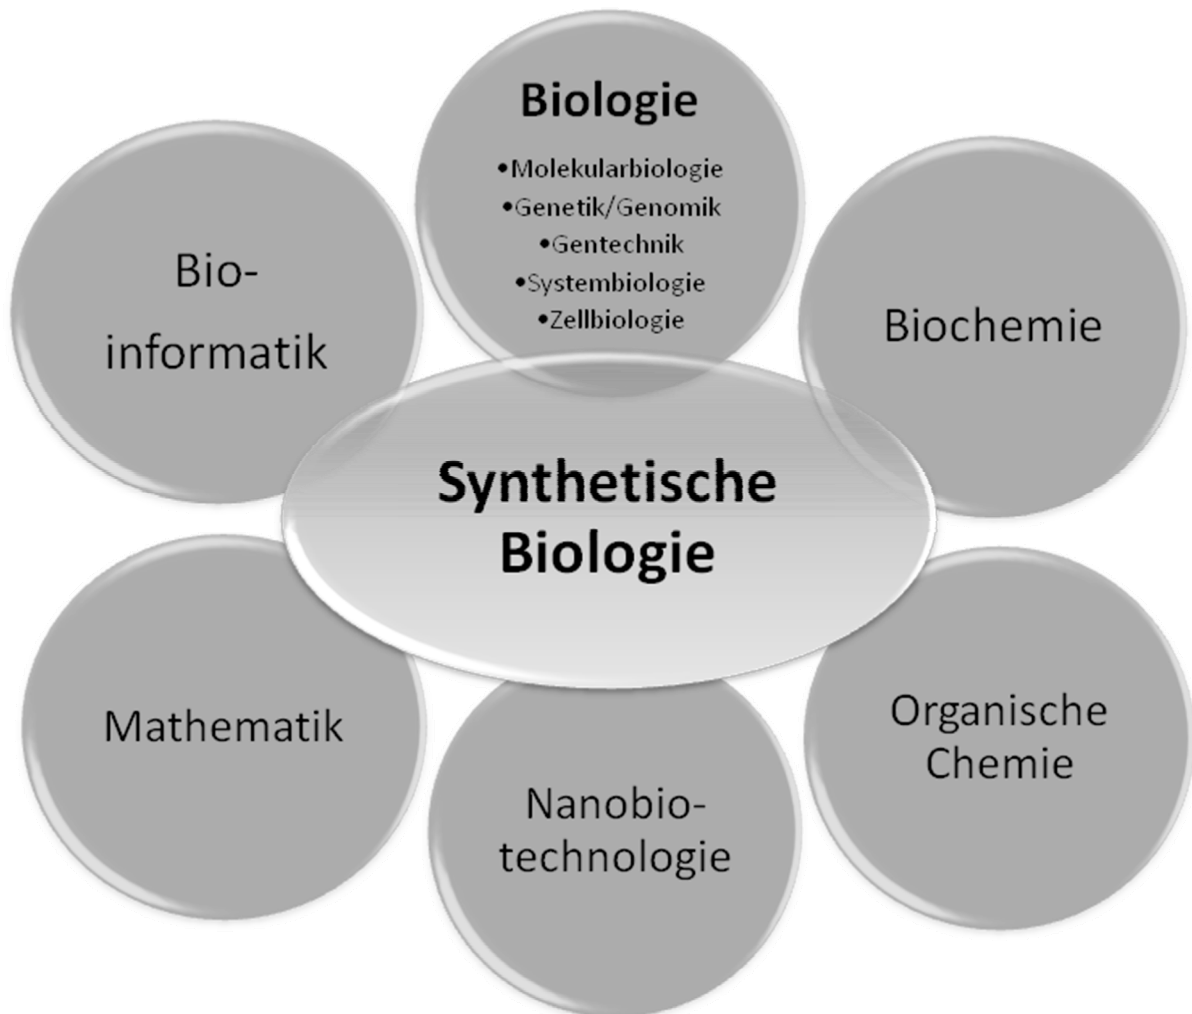 Biologie
•Molekularbiologie
•Genetik/Genomik
•Gentechnik
•Systembiologie
•Zellbiologie
Bio-
informatik
Biochemie
Synthetische
Biologie
Mathematik
Organische
Chemie
Nanobio-
technologie